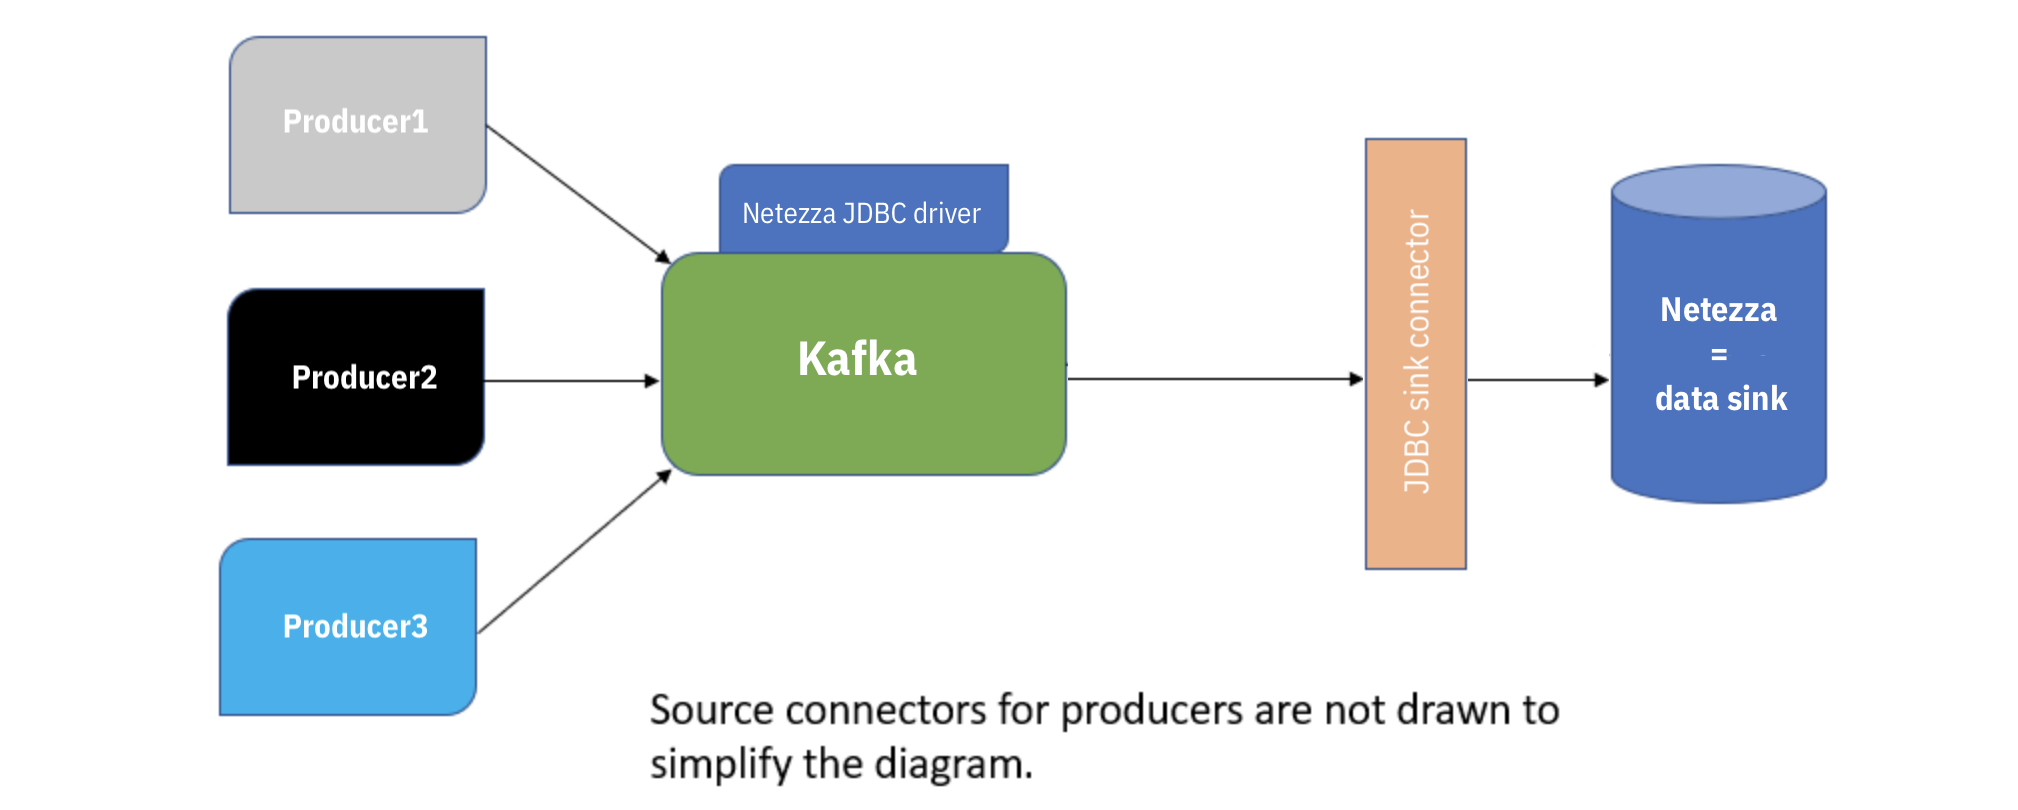 Producer1
Netezza JDBC driver
Producer2
Kafka
JDBC sink connector
Netezza
=
data sink
Producer3
Source connectors for producers are not drawn to
simplify the diagram.